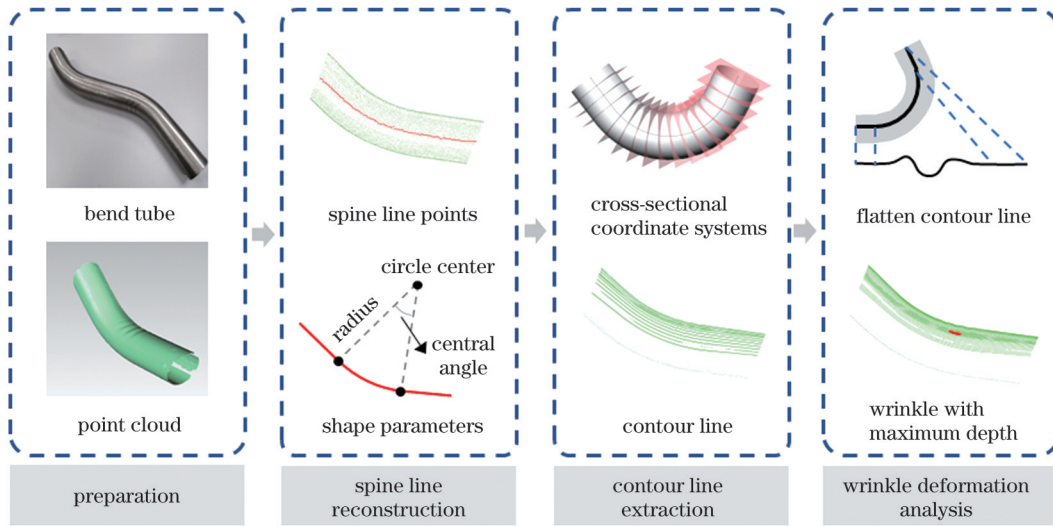 bend tube
point cloud
preparation
spine line points
circle center
radius
central
angle
shape parameters
spine line
reconstruction
cross-sectional
coordinate systems
contour line
contour line
extraction
flatten contour line
wrinkle with
maximum depth
wrinkle deformation
analysis